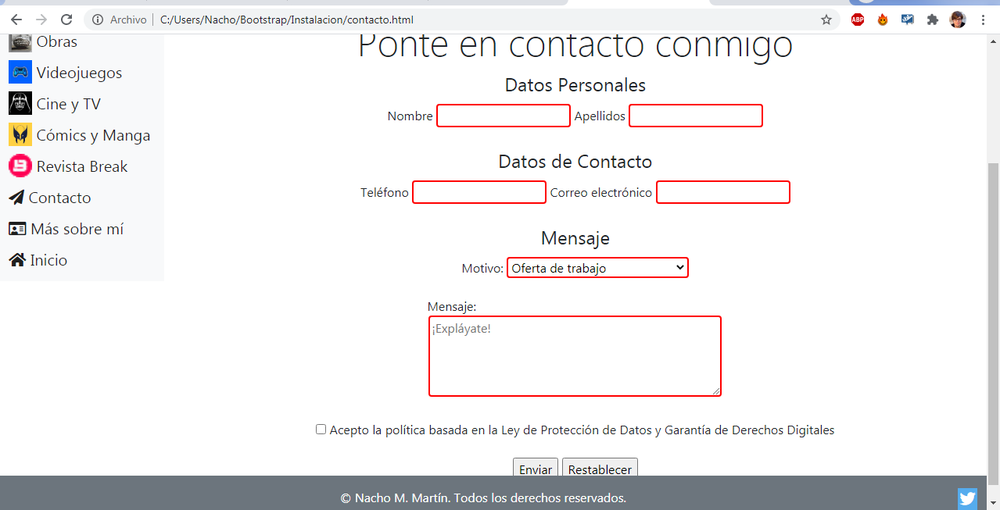 Archivo C:/Users/Nacho/Bootstrap/Instalacion/contacto.html
ABP
Obras
Videojuegos
Cine y TV
Cómics y Manga
Revista Break
Contacto
Más sobre mí
Inicio
Ponte en contacto conmigo
Datos Personales
Nombre Apellidos
Datos de Contacto
Teléfono Correo electrónico
Mensaje
Motivo: Oferta de trabajo
Mensaje:
¡Expláyate!
Acepto la política basada en la Ley de Protección de Datos y Garantía de Derechos Digitales
Enviar Restablecer
© Nacho M. Martín. Todos los derechos reservados.